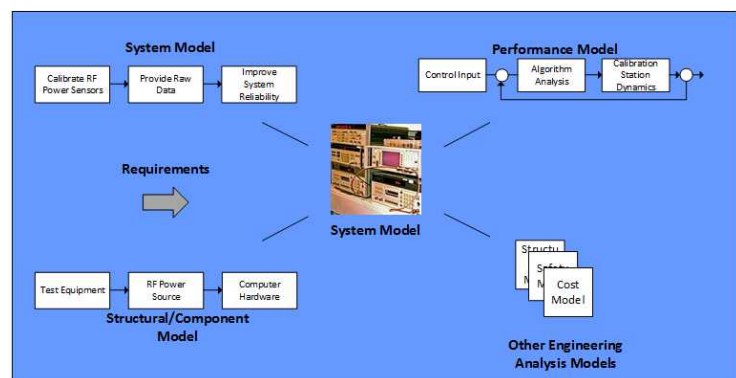 System Model
Calibrate RF
Power Sensors
Provide Raw
Data
Improve
System
Reliability
Performance Model
Control Input
Algorithm
Analysis
Calibration
Station
Dynamics
Requirements
System Model
Test Equipment
RF Power
Source
Computer
Hardware
Structural/Component
Model
Structu
M
Safety
M
Cost
Model
Other Engineering
Analysis Models